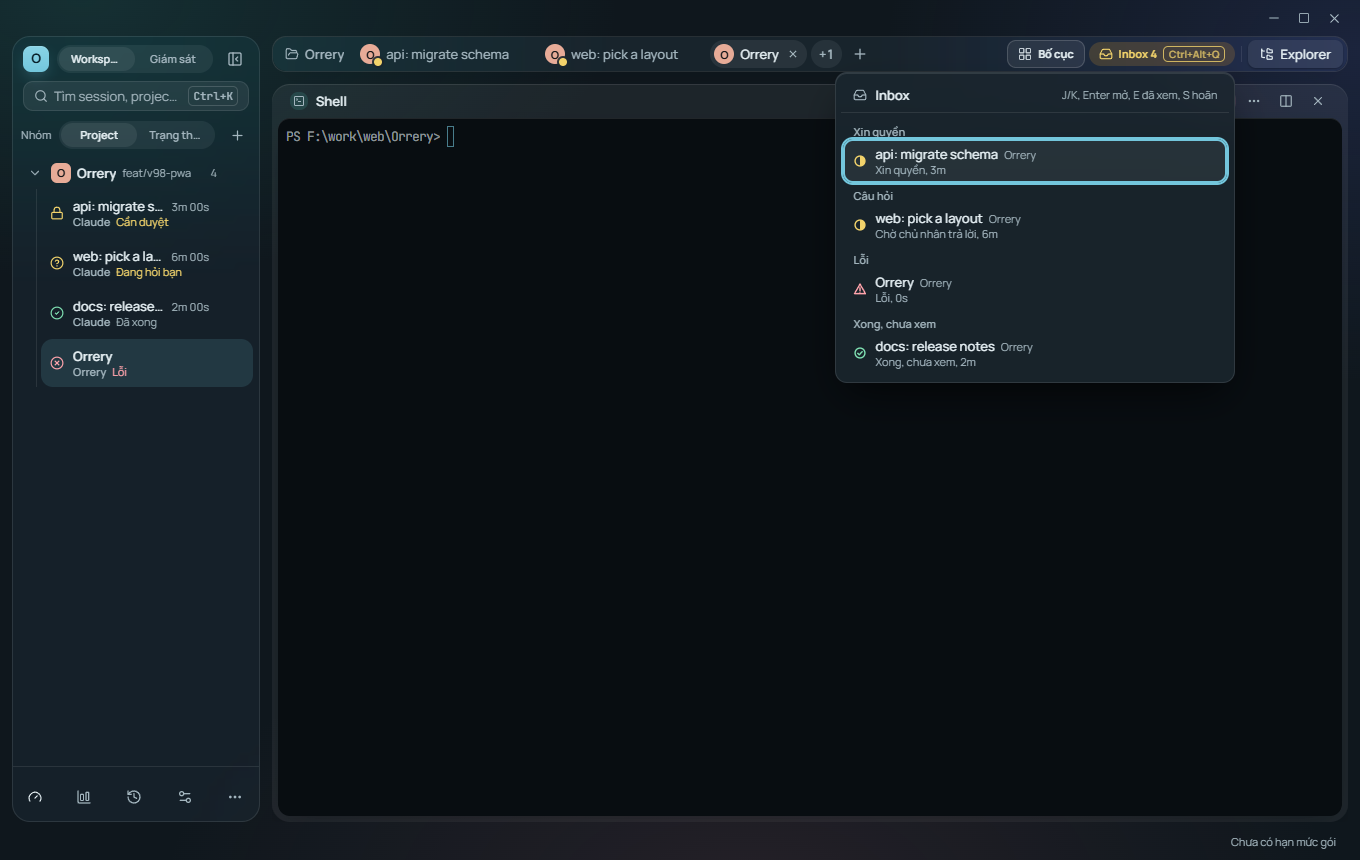 O
Worksp…
Giám sát
Tìm session, projec… Ctrl+K
Nhóm
Project
Trạng th…
O Orrery feat/v98-pwa 4
api: migrate s… 3m 00s
Claude Cần duyệt
web: pick a la… 6m 00s
Claude Đang hỏi bạn
docs: release… 2m 00s
Claude Đã xong
Orrery
Orrery Lỗi
Orrery
O api: migrate schema
O web: pick a layout
O Orrery
+1
Bố cục
Inbox 4 Ctrl+Alt+Q
Explorer
Shell
PS F:\work\web\Orrery>
Inbox
J/K, Enter mở, E đã xem, S hoãn
Xin quyền
api: migrate schema Orrery
Xin quyền, 3m
Câu hỏi
web: pick a layout Orrery
Chờ chủ nhân trả lời, 6m
Lỗi
Orrery Orrery
Lỗi, 0s
Xong, chưa xem
docs: release notes Orrery
Xong, chưa xem, 2m
Chưa có hạn mức gói